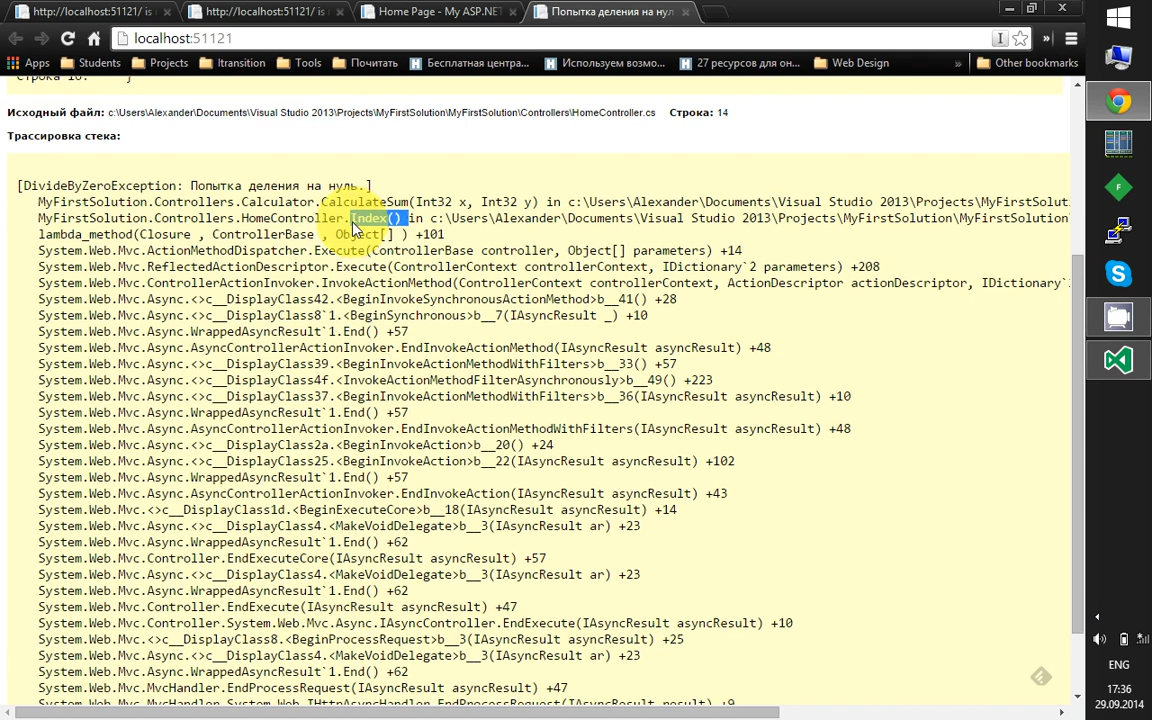 http://localhost:51121/ is
http://localhost:51121/ is
Home Page - My ASP.NET
Попытка деления на нул
localhost:51121
Apps
Students
Projects
Itransition
Tools
Почитать
Бесплатная центра...
Используем возмо...
27 ресурсов для он...
Web Design
»
Other bookmarks
Строка 16:     }
Исходный файл: c:\Users\Alexander\Documents\Visual Studio 2013\Projects\MyFirstSolution\MyFirstSolution\Controllers\HomeController.cs    Строка: 14
Трассировка стека:
[DivideByZeroException: Попытка деления на нуль.]
MyFirstSolution.Controllers.Calculator.CalculateSum(Int32 x, Int32 y) in c:\Users\Alexander\Documents\Visual Studio 2013\Projects\MyFirstSoluti
MyFirstSolution.Controllers.HomeController.Index() in c:\Users\Alexander\Documents\Visual Studio 2013\Projects\MyFirstSolution\MyFirstSolution
lambda_method(Closure , ControllerBase , Object[] ) +101
System.Web.Mvc.ActionMethodDispatcher.Execute(ControllerBase controller, Object[] parameters) +14
System.Web.Mvc.ReflectedActionDescriptor.Execute(ControllerContext controllerContext, IDictionary`2 parameters) +208
System.Web.Mvc.ControllerActionInvoker.InvokeActionMethod(ControllerContext controllerContext, ActionDescriptor actionDescriptor, IDictionary`2
System.Web.Mvc.Async.<>c__DisplayClass42.<BeginInvokeSynchronousActionMethod>b__41() +28
System.Web.Mvc.Async.<>c__DisplayClass8`1.<BeginSynchronous>b__7(IAsyncResult _) +10
System.Web.Mvc.Async.WrappedAsyncResult`1.End() +57
System.Web.Mvc.Async.AsyncControllerActionInvoker.EndInvokeActionMethod(IAsyncResult asyncResult) +48
System.Web.Mvc.Async.<>c__DisplayClass39.<BeginInvokeActionMethodWithFilters>b__33() +57
System.Web.Mvc.Async.<>c__DisplayClass4f.<InvokeActionMethodFilterAsynchronously>b__49() +223
System.Web.Mvc.Async.<>c__DisplayClass37.<BeginInvokeActionMethodWithFilters>b__36(IAsyncResult asyncResult) +10
System.Web.Mvc.Async.WrappedAsyncResult`1.End() +57
System.Web.Mvc.Async.AsyncControllerActionInvoker.EndInvokeActionMethodWithFilters(IAsyncResult asyncResult) +48
System.Web.Mvc.Async.<>c__DisplayClass2a.<BeginInvokeAction>b__20() +24
System.Web.Mvc.Async.<>c__DisplayClass25.<BeginInvokeAction>b__22(IAsyncResult asyncResult) +102
System.Web.Mvc.Async.WrappedAsyncResult`1.End() +57
System.Web.Mvc.Async.AsyncControllerActionInvoker.EndInvokeAction(IAsyncResult asyncResult) +43
System.Web.Mvc.<>c__DisplayClass1d.<BeginExecuteCore>b__18(IAsyncResult asyncResult) +14
System.Web.Mvc.Async.<>c__DisplayClass4.<MakeVoidDelegate>b__3(IAsyncResult ar) +23
System.Web.Mvc.Async.WrappedAsyncResult`1.End() +62
System.Web.Mvc.Controller.EndExecuteCore(IAsyncResult asyncResult) +57
System.Web.Mvc.Async.<>c__DisplayClass4.<MakeVoidDelegate>b__3(IAsyncResult ar) +23
System.Web.Mvc.Async.WrappedAsyncResult`1.End() +62
System.Web.Mvc.Controller.EndExecute(IAsyncResult asyncResult) +47
System.Web.Mvc.Controller.System.Web.Mvc.Async.IAsyncController.EndExecute(IAsyncResult asyncResult) +10
System.Web.Mvc.<>c__DisplayClass8.<BeginProcessRequest>b__3(IAsyncResult asyncResult) +25
System.Web.Mvc.Async.<>c__DisplayClass4.<MakeVoidDelegate>b__3(IAsyncResult ar) +23
System.Web.Mvc.Async.WrappedAsyncResult`1.End() +62
System.Web.Mvc.MvcHandler.EndProcessRequest(IAsyncResult asyncResult) +47
System.Web.Mvc.MvcHandler.System.Web.IHttpAsyncHandler.EndProcessRequest(IAsyncResult result) +9
ENG
17:36
29.09.2014